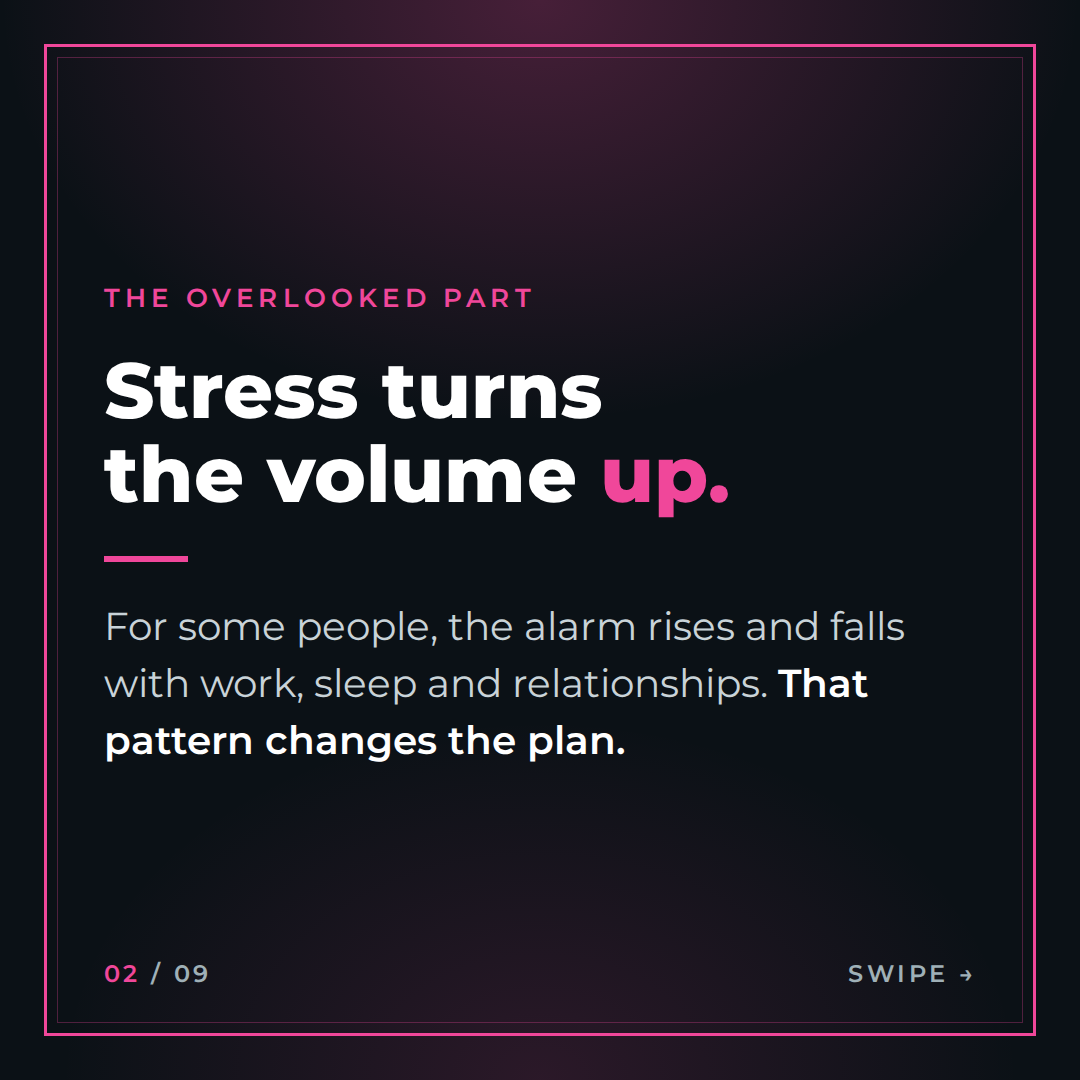 THE OVERLOOKED PART
Stress turns
the volume up.
For some people, the alarm rises and falls
with work, sleep and relationships. That
pattern changes the plan.
02 / 09
SWIPE →